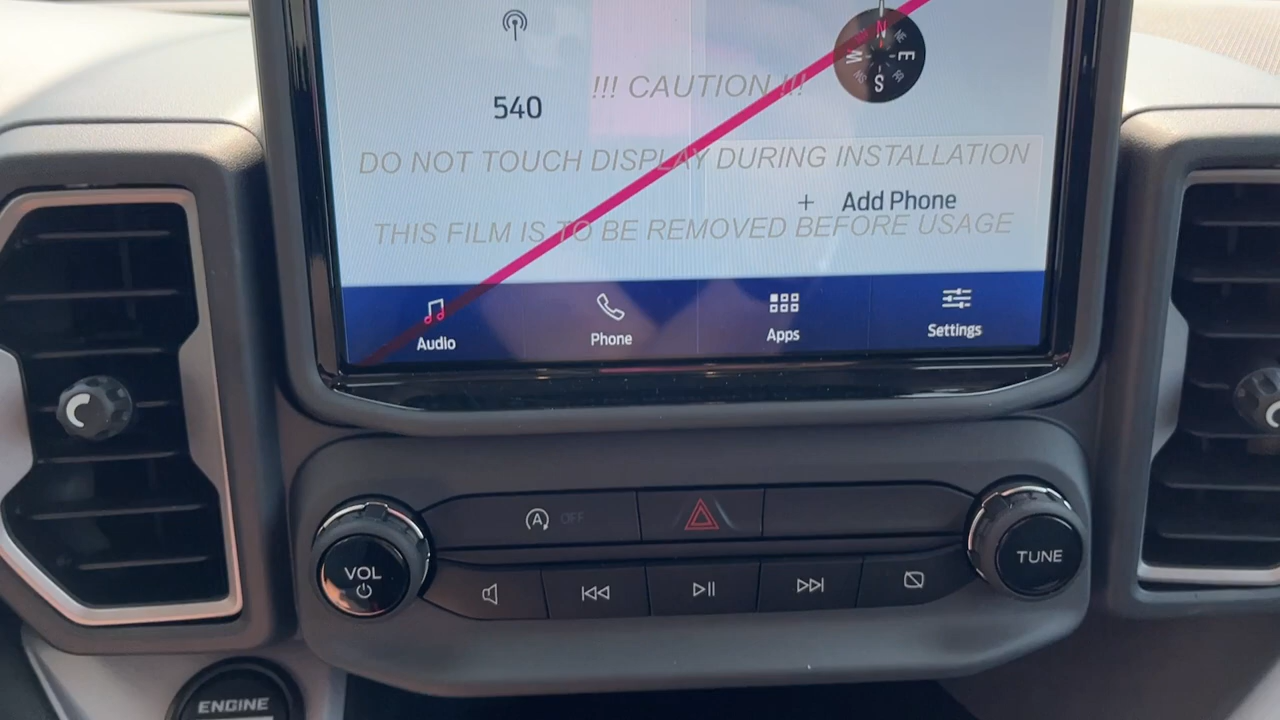 !!! CAUTION !!!
540
N
NE
W
E
S
DO NOT TOUCH DISPLAY DURING INSTALLATION
+ Add Phone
THIS FILM IS TO BE REMOVED BEFORE USAGE
Audio
Phone
Apps
Settings
A OFF
VOL
TUNE
ENGINE